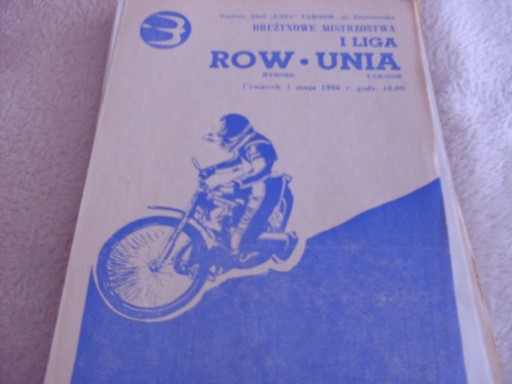 Stadion ZKS „UNIA" TARNÓW, ul.
DRUŻYNOWE MISTRZOSTWA
I LIGA
ROW • UNIA
RYBNIK TARNÓW
Czwartek 1 maja 1986 r. godz. 16,00